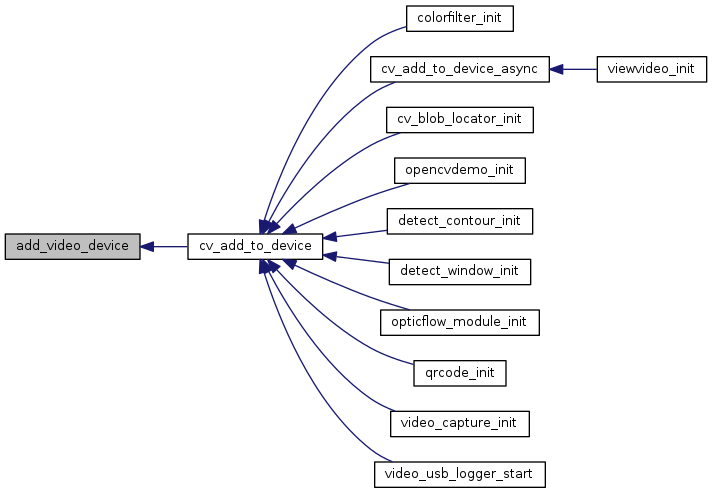 colorfilter_init
cv_add_to_device_async
viewvideo_init
cv_blob_locator_init
opencvdemo_init
detect_contour_init
add_video_device
cv_add_to_device
detect_window_init
opticflow_module_init
qrcode_init
video_capture_init
video_usb_logger_start